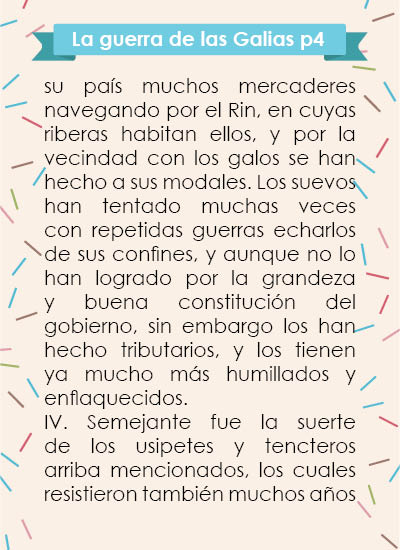 La guerra de las Galias p4
su país muchos mercaderes
navegando por el Rin, en cuyas
riberas habitan ellos, y por la
vecindad con los galos se han
hecho a sus modales. Los suevos
han tentado muchas veces
con repetidas guerras echarlos
de sus confines, y aunque no lo
han logrado por la grandeza
y buena constitución del
gobierno, sin embargo los han
hecho tributarios, y los tienen
ya mucho más humillados y
enflaquecidos.
IV. Semejante fue la suerte
de los usipetes y tencteros
arriba mencionados, los cuales
resistieron también muchos años